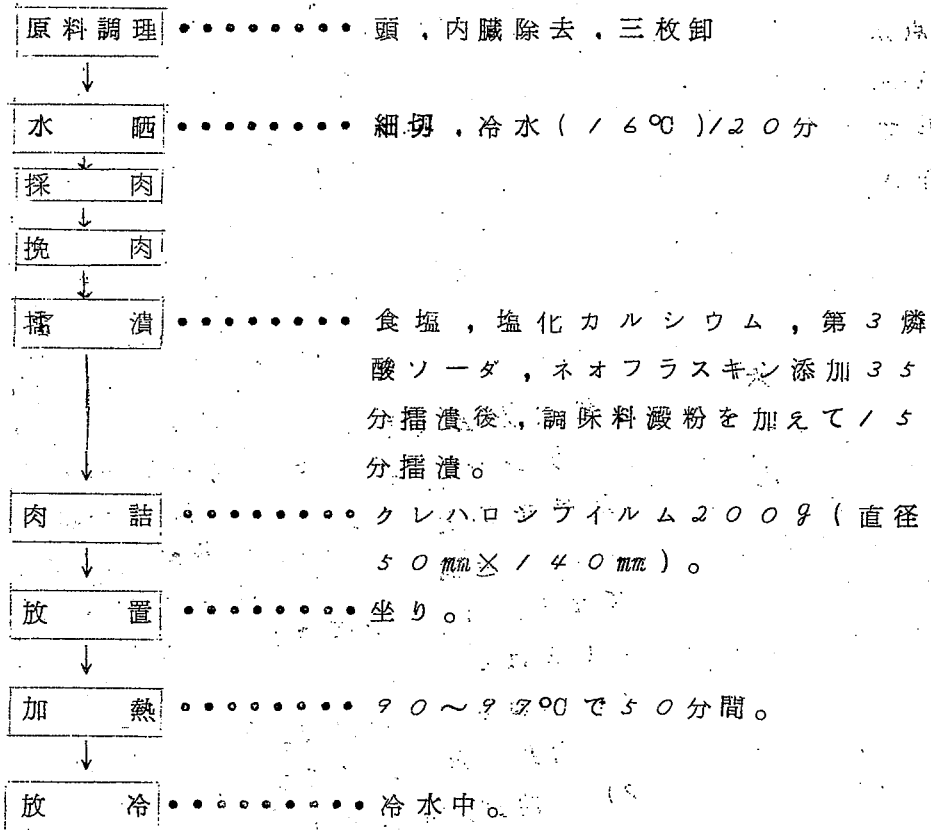 原料調理 ・・・・・・・・ 頭，内臓除去，三枚卸
水晒 ・・・・・・・・ 細切，冷水(16℃)120分
採肉
挽肉
擂潰 ・・・・・・・・ 食塩，塩化カルシウム，第3燐
酸ソーダ，ネオフラスキン添加35
分擂潰後，調味料澱粉を加えて15
分擂潰。
肉詰 ・・・・・・・・ クレハロンフイルム200g(直径
50mm×140mm)。
放置 ・・・・・・・・ 坐り。
加熱 ・・・・・・・・ で50分間。
放冷 ・・・・・・・・・ 冷水中。